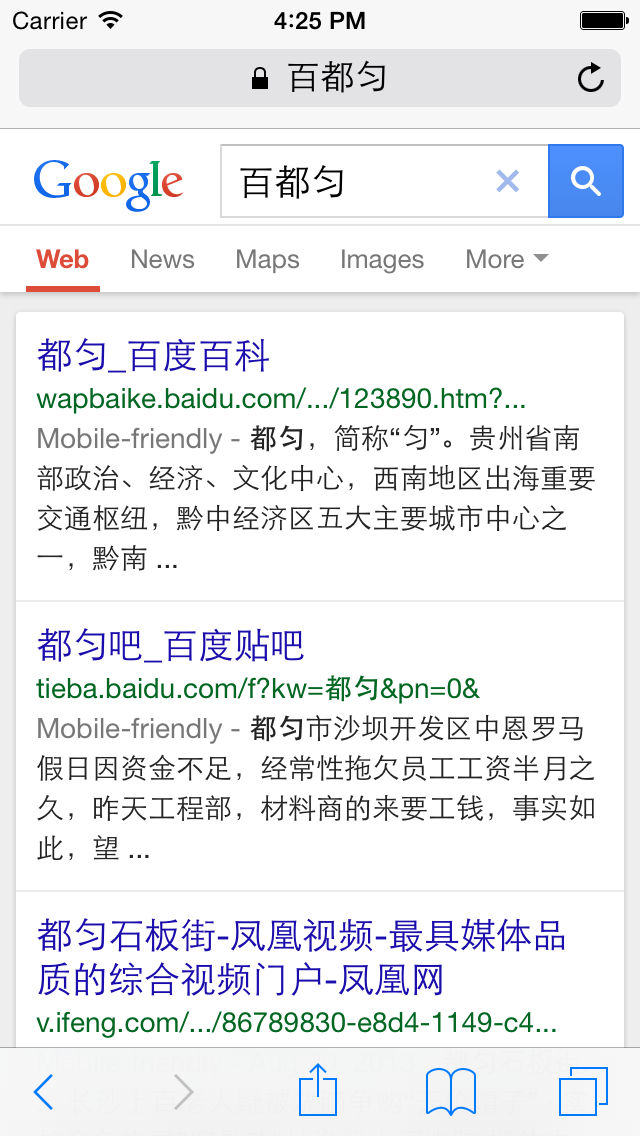 Carrier 4:25 PM
百都匀
Google 百都匀
Web News Maps Images More
都匀_百度百科
wapbaike.baidu.com/.../123890.htm?...
Mobile-friendly - 都匀，简称“匀”。贵州省南
部政治、经济、文化中心，西南地区出海重要
交通枢纽，黔中经济区五大主要城市中心之
一，黔南 ...
都匀吧_百度贴吧
tieba.baidu.com/f?kw=都匀&pn=0&
Mobile-friendly - 都匀市沙坝开发区中恩罗马
假日因资金不足，经常性拖欠员工工资半月之
久，昨天工程部，材料商的来要工钱，事实如
此，望 ...
都匀石板街-凤凰视频-最具媒体品
质的综合视频门户-凤凰网
v.ifeng.com/.../86789830-e8d4-1149-c4...